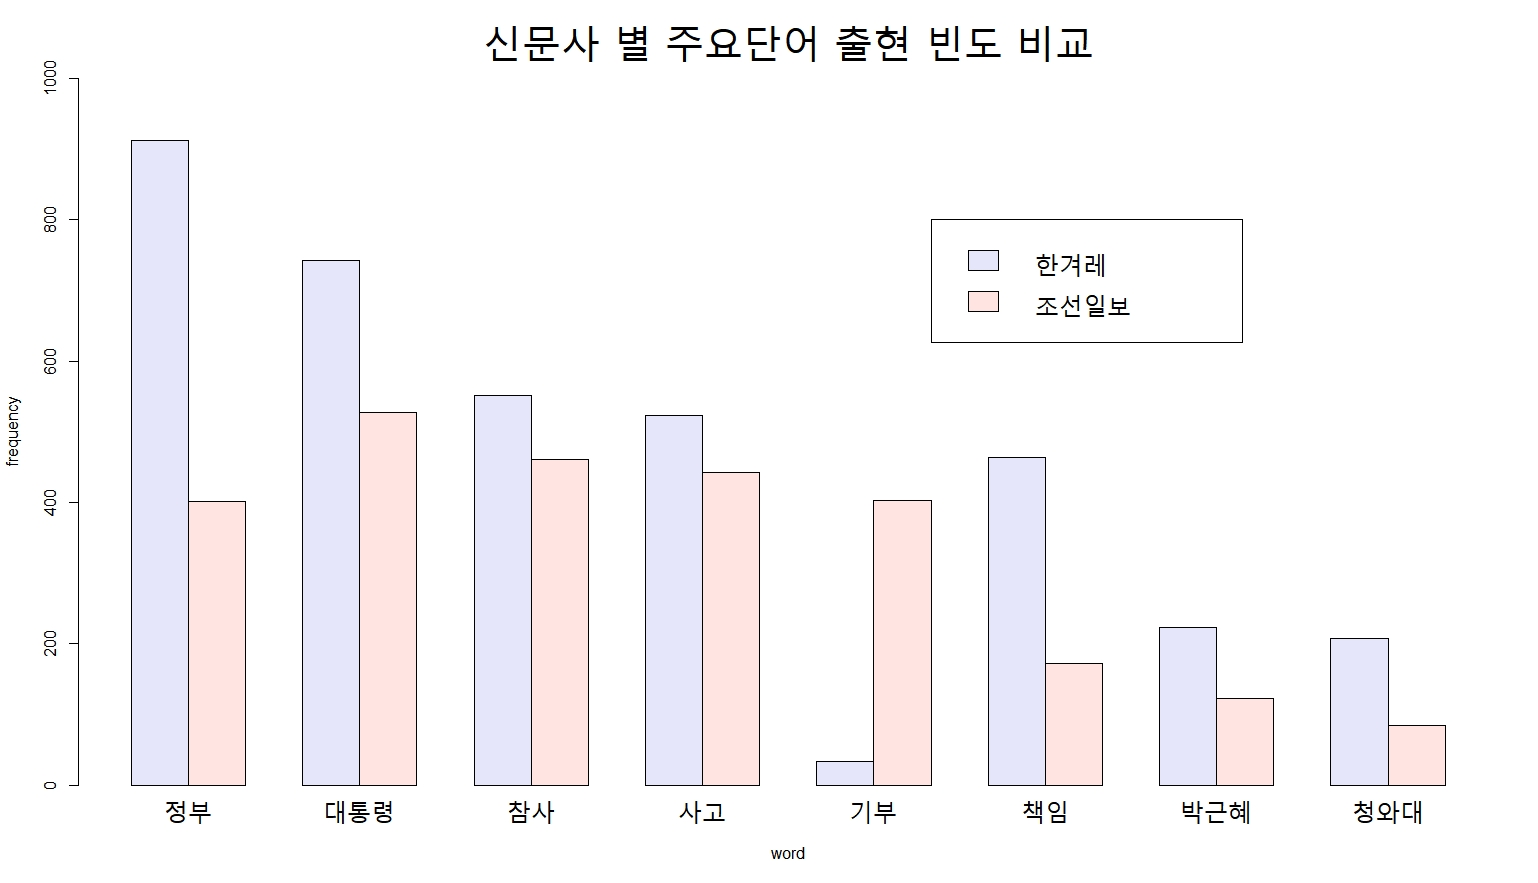 신문사 별 주요단어 출현 빈도 비교
1000
800
600
400
200
0
frequency
한겨레
조선일보
정부 대통령 참사 사고 기부 책임 박근혜 청와대
word